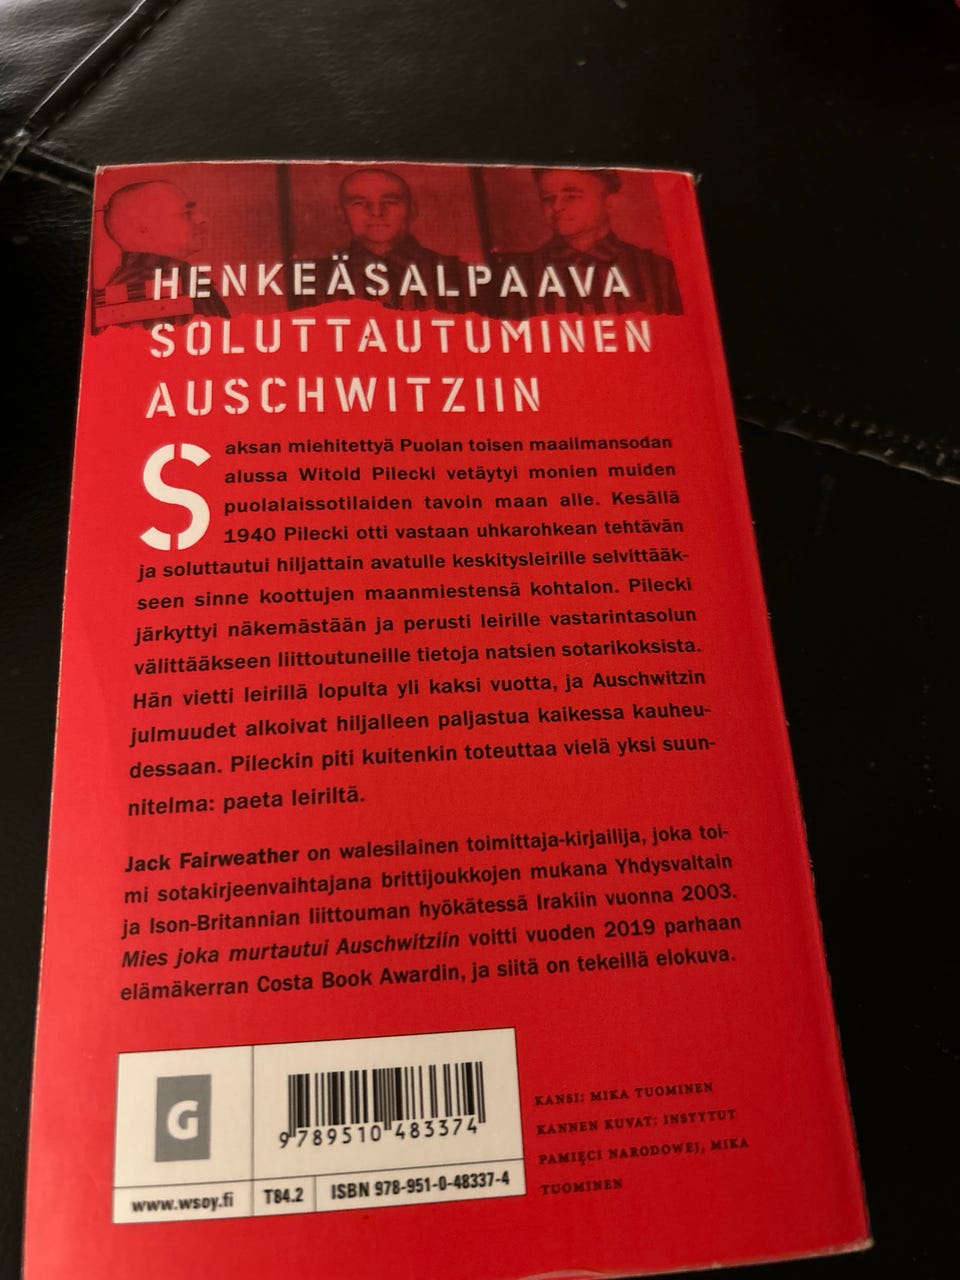 HENKEÄSALPAAVA
SOLUTTAUTUMINEN
AUSCHWITZIIN
Saksan miehitettyä Puolan toisen maailmansodan
alussa Witold Pilecki vetäytyi monien muiden
puolalaissotilaiden tavoin maan alle. Kesällä
1940 Pilecki otti vastaan uhkarohkean tehtävän
ja soluttautui hiljattain avatulle keskitysleirille selvittääk-
seen sinne koottujen maanmiestensä kohtalon. Pilecki
järkyttyi näkemästään ja perusti leirille vastarintasolun
välittääkseen liittoutuneille tietoja natsien sotarikoksista.
Hän vietti leirillä lopulta yli kaksi vuotta, ja Auschwitzin
julmuudet alkoivat hiljalleen paljastua kaikessa kauheu-
dessaan. Pileckin piti kuitenkin toteuttaa vielä yksi suun-
nitelma: paeta leiriltä.
Jack Fairweather on walesilainen toimittaja-kirjailija, joka toi-
mi sotakirjeenvaihtajana brittijoukkojen mukana Yhdysvaltain
ja Ison-Britannian liittouman hyökätessä Irakiin vuonna 2003.
Mies joka murtautui Auschwitziin voitti vuoden 2019 parhaan
elämäkerran Costa Book Awardin, ja siitä on tekeillä elokuva.
G
9 789510 483374
www.wsoy.fi
T84.2
ISBN 978-951-0-48337-4
KANSI: MIKA TUOMINEN
KANNEN KUVAT: INSTYTUT
PAMIĘCI NARODOWEJ, MIKA
TUOMINEN